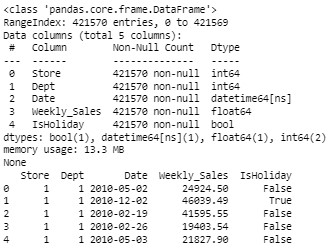 <class 'pandas.core.frame.DataFrame'>
RangeIndex: 421570 entries, 0 to 421569
Data columns (total 5 columns):
 #   Column        Non-Null Count   Dtype
---  ------        --------------   -----
 0   Store         421570 non-null  int64
 1   Dept          421570 non-null  int64
 2   Date          421570 non-null  datetime64[ns]
 3   Weekly_Sales  421570 non-null  float64
 4   IsHoliday     421570 non-null  bool
dtypes: bool(1), datetime64[ns](1), float64(1), int64(2)
memory usage: 13.3 MB
None
   Store  Dept       Date  Weekly_Sales  IsHoliday
0      1     1 2010-05-02      24924.50      False
1      1     1 2010-12-02      46039.49       True
2      1     1 2010-02-19      41595.55      False
3      1     1 2010-02-26      19403.54      False
4      1     1 2010-05-03      21827.90      False